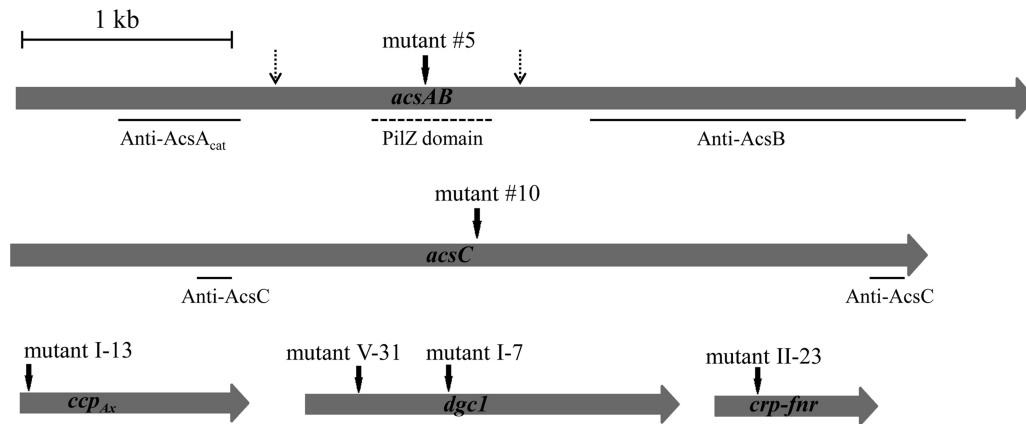 1 kb
mutant #5
acsAB
Anti-AcsAcat
PilZ domain
Anti-AcsB
mutant #10
acsC
Anti-AcsC
Anti-AcsC
mutant I-13
mutant V-31
mutant I-7
mutant II-23
ccpAx
dgc1
crp-fnr